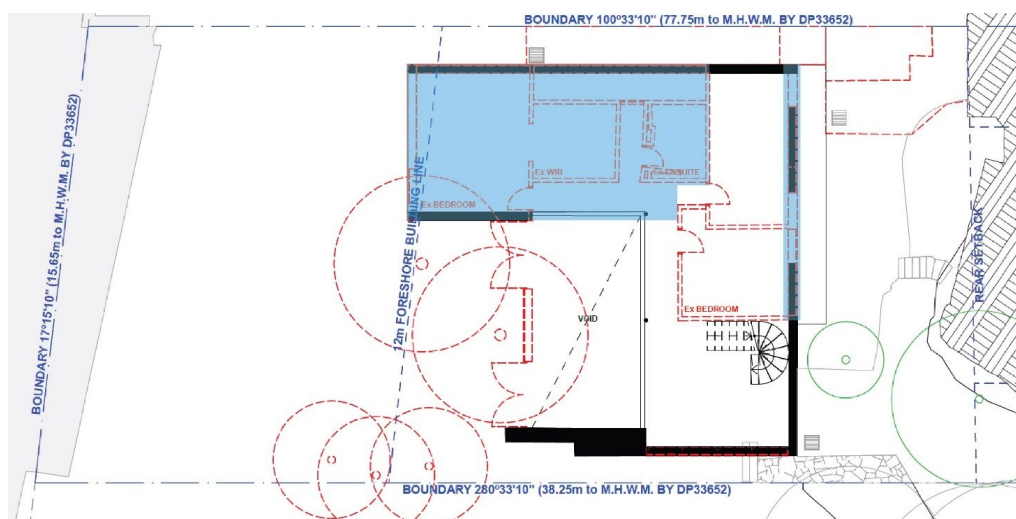 BOUNDARY 100º33'10" (77.75m to M.H.W.M. BY DP33652)
BOUNDARY 17º15'10" (15.65m to M.H.W.M. BY DP33652)
12m FORESHORE BUILDING LINE
Ex WIR
Ex ENSUITE
Ex BEDROOM
Ex BEDROOM
VOID
REAR SETBACK
BOUNDARY 280º33'10" (38.25m to M.H.W.M. BY DP33652)